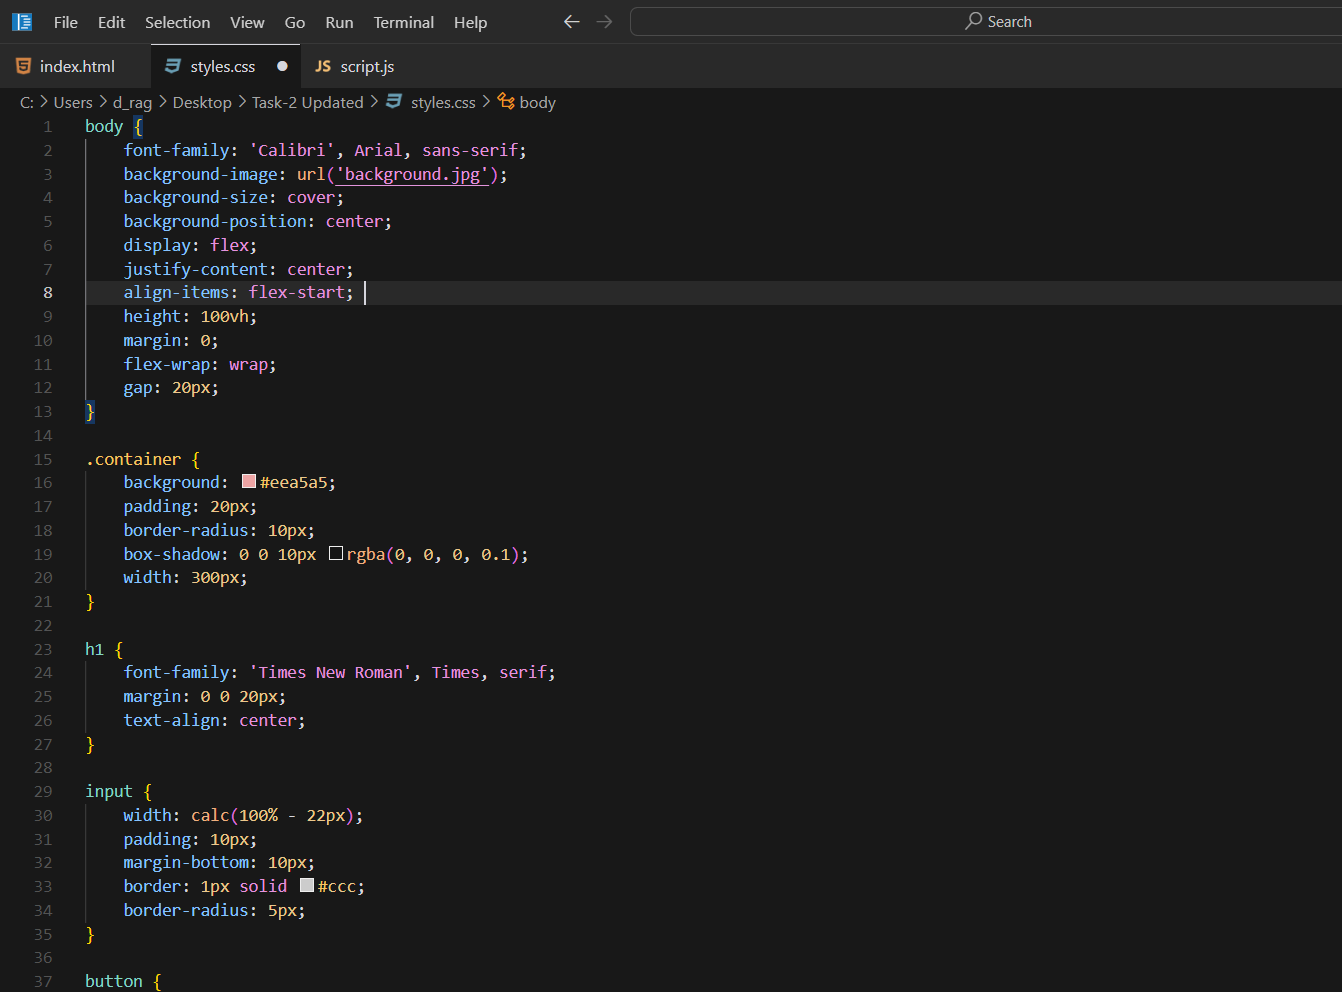 File Edit Selection View Go Run Terminal Help Search
index.html styles.css JS script.js
C: > Users > d_rag > Desktop > Task-2 Updated > styles.css > body
1 body {
2 font-family: 'Calibri', Arial, sans-serif;
3 background-image: url('background.jpg');
4 background-size: cover;
5 background-position: center;
6 display: flex;
7 justify-content: center;
8 align-items: flex-start;
9 height: 100vh;
10 margin: 0;
11 flex-wrap: wrap;
12 gap: 20px;
13 }
14
15 .container {
16 background: #eea5a5;
17 padding: 20px;
18 border-radius: 10px;
19 box-shadow: 0 0 10px rgba(0, 0, 0, 0.1);
20 width: 300px;
21 }
22
23 h1 {
24 font-family: 'Times New Roman', Times, serif;
25 margin: 0 0 20px;
26 text-align: center;
27 }
28
29 input {
30 width: calc(100% - 22px);
31 padding: 10px;
32 margin-bottom: 10px;
33 border: 1px solid #ccc;
34 border-radius: 5px;
35 }
36
37 button {